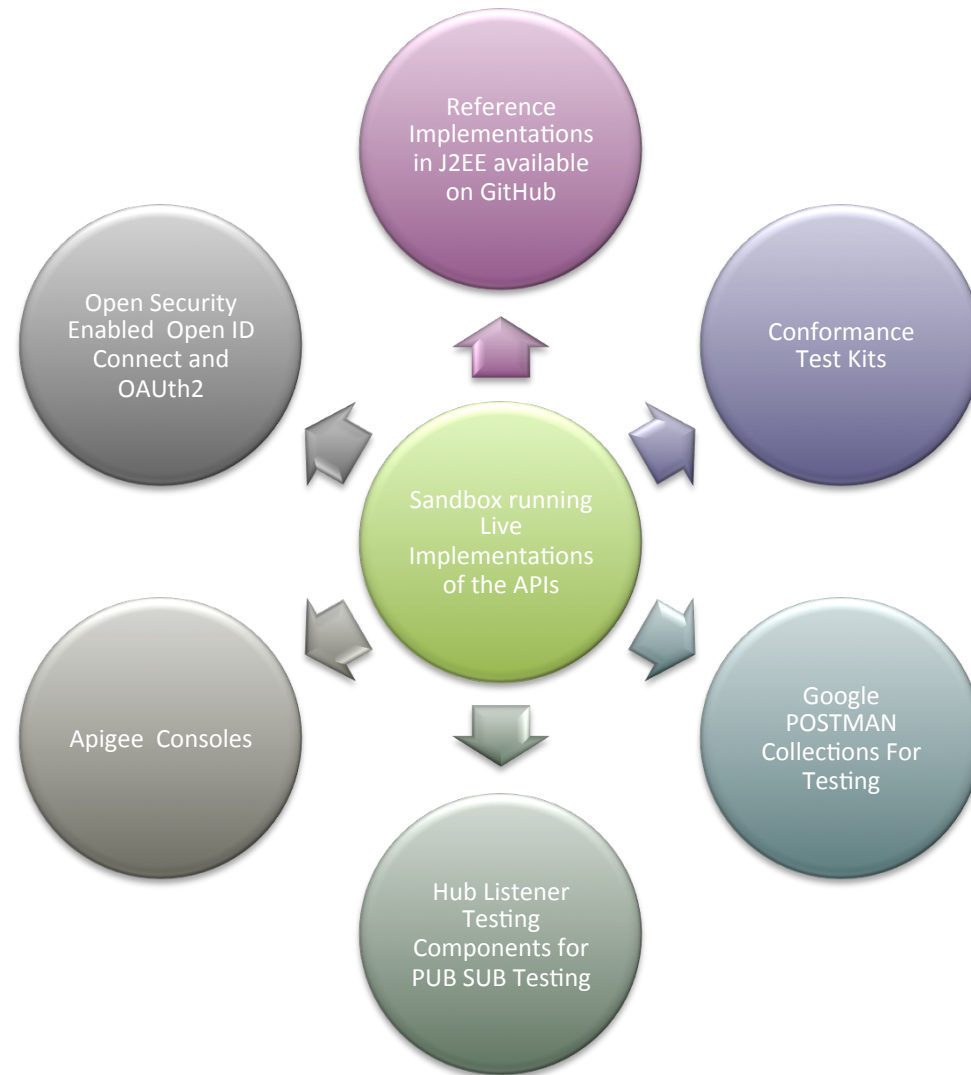 Reference
Implementations
in J2EE available
on GitHub
Open Security
Enabled  Open ID
Connect and
OAUth2
Conformance
Test Kits
Sandbox running
Live
Implementations
of the APIs
Apigee  Consoles
Google
POSTMAN
Collections For
Testing
Hub Listener
Testing
Components for
PUB SUB Testing